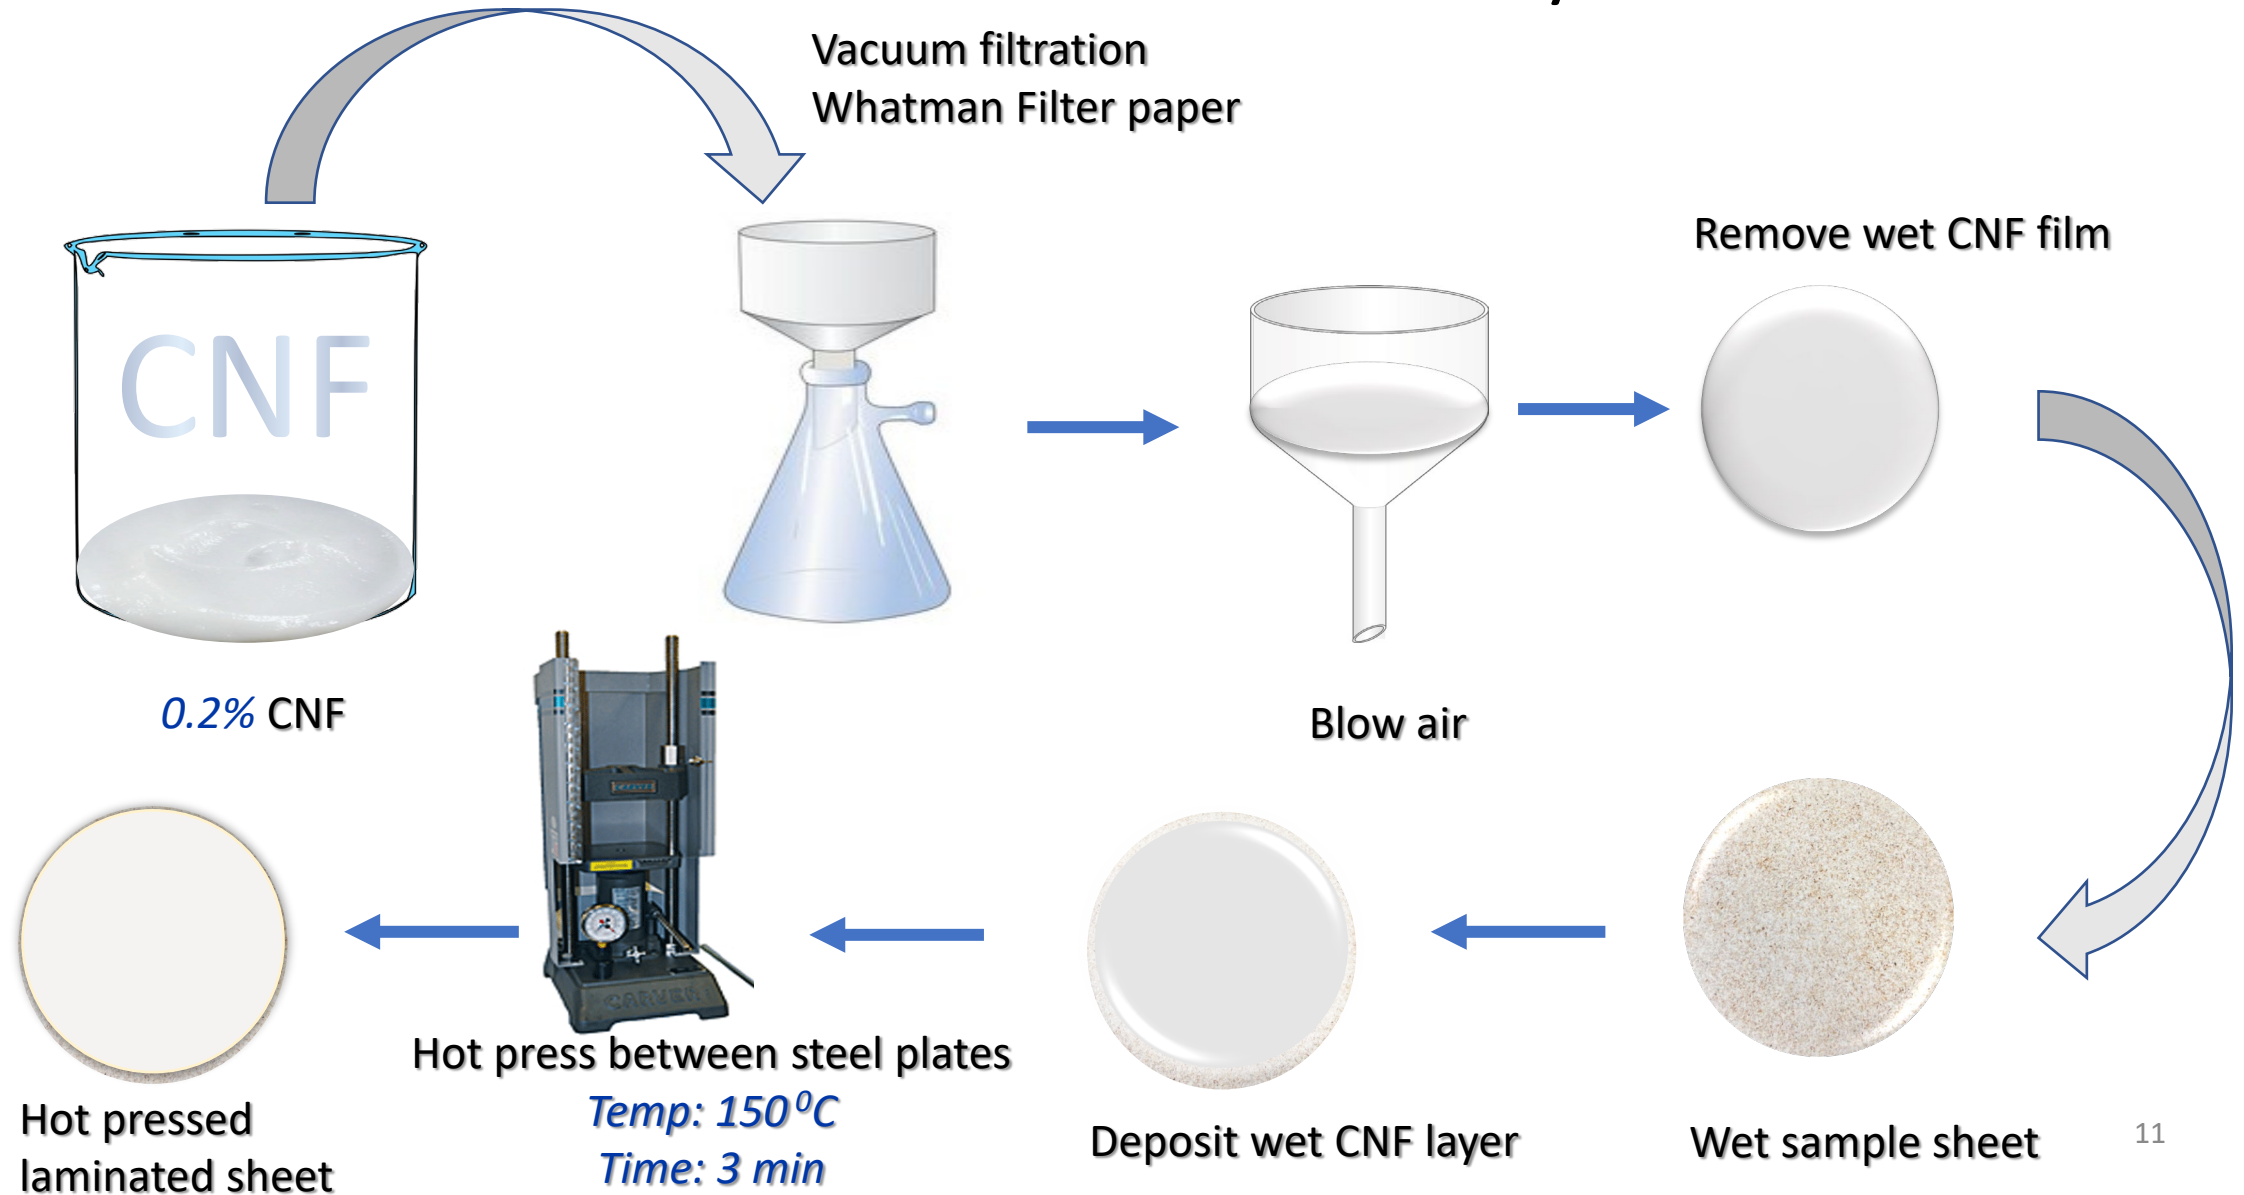 Vacuum filtration
Whatman Filter paper
CNF
0.2% CNF
Blow air
Remove wet CNF film
Wet sample sheet
Deposit wet CNF layer
CARVER
Hot press between steel plates
Temp: 150⁰C
Time: 3 min
Hot pressed
laminated sheet
11